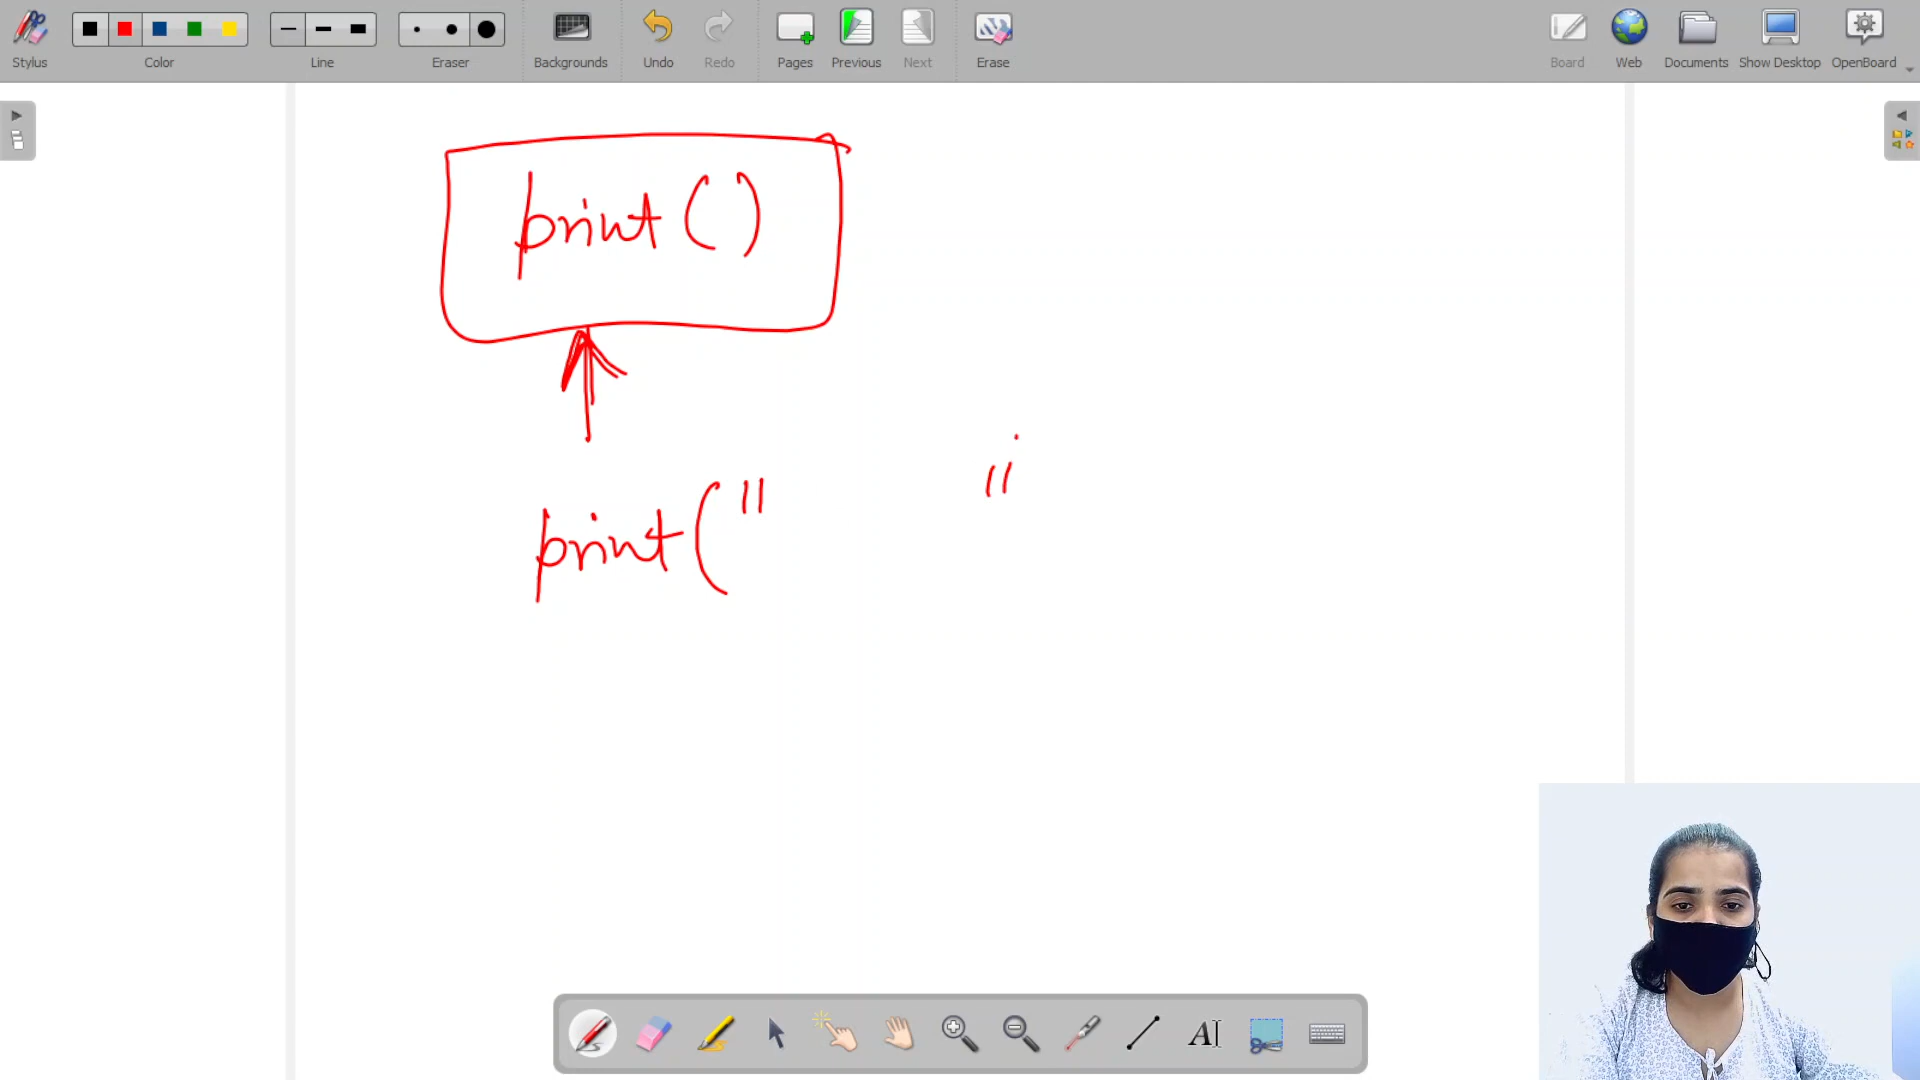 Stylus Color Line Eraser Backgrounds Undo Redo Pages Previous Next Erase Board Web Documents Show Desktop OpenBoard
print ( )
print ( " "
A